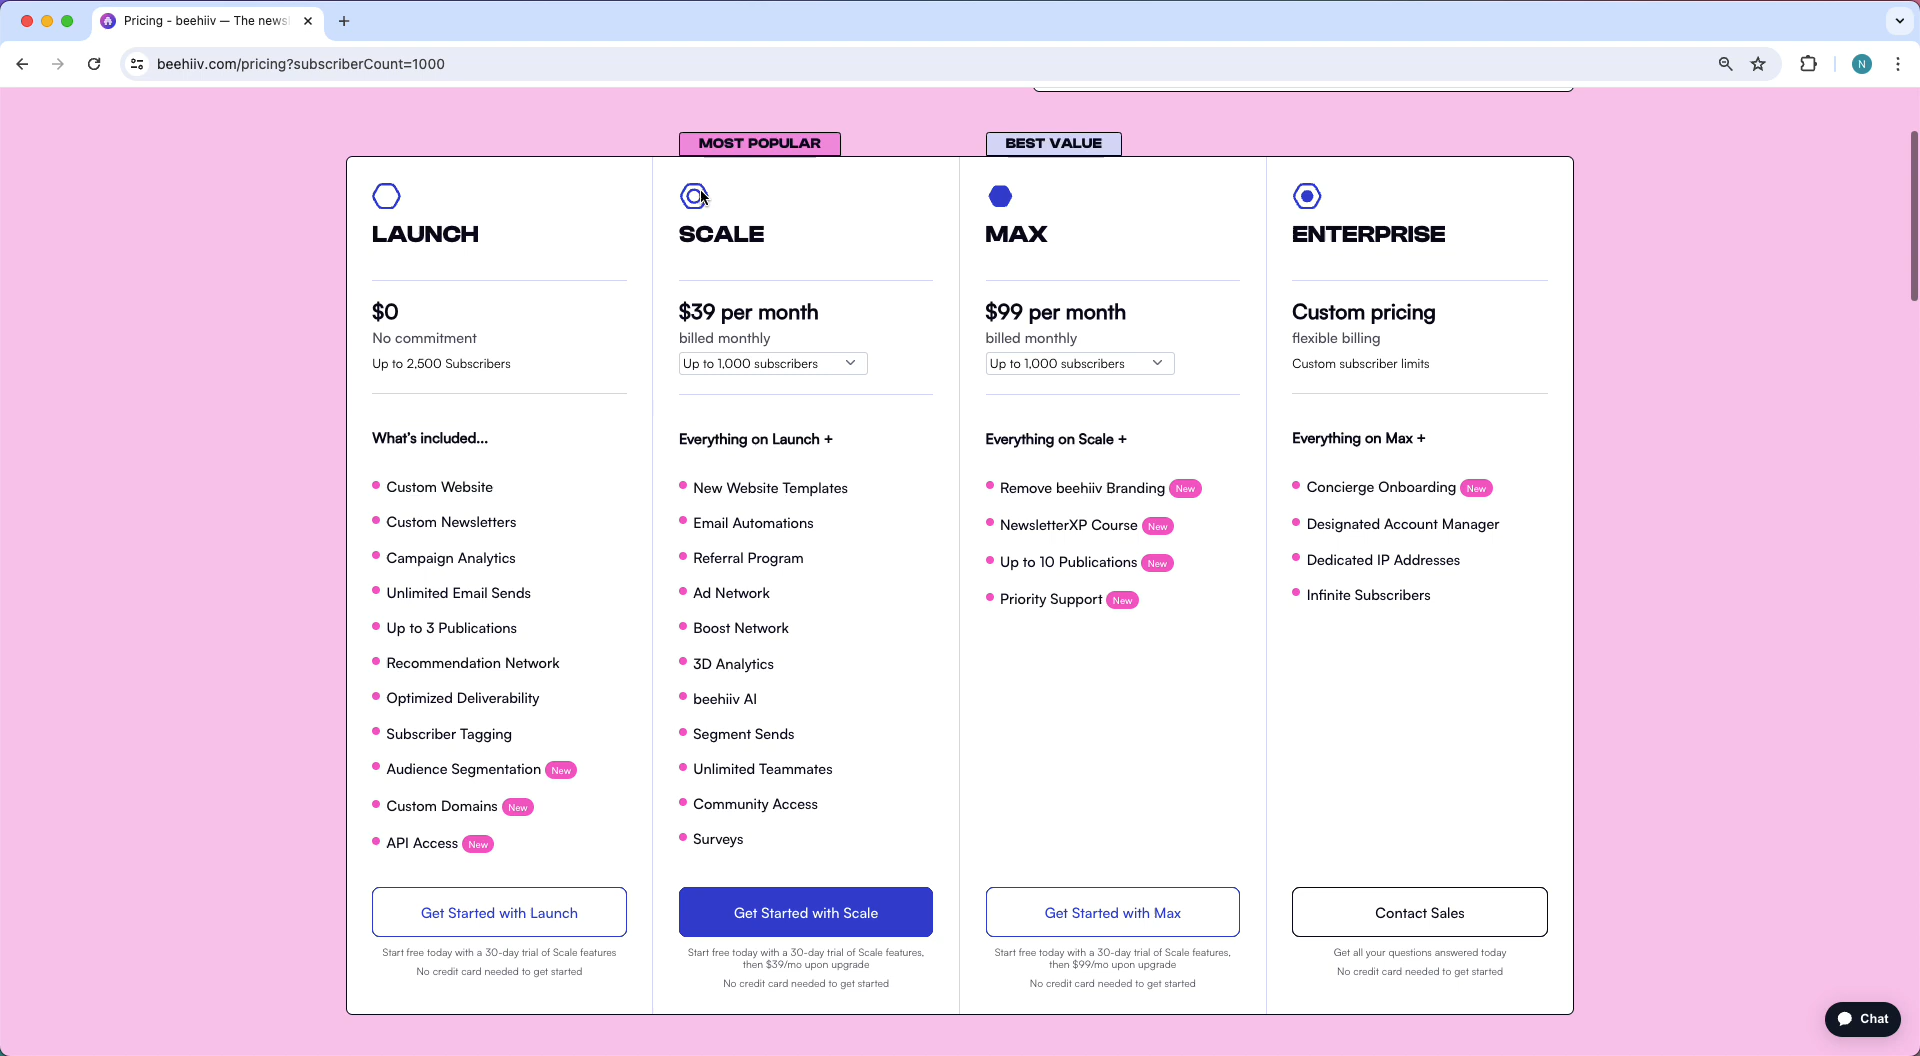 Pricing - beehiiv — The news
beehiiv.com/pricing?subscriberCount=1000
N
MOST POPULAR
BEST VALUE
LAUNCH
$0
No commitment
Up to 2,500 Subscribers
What's included...
Custom Website
Custom Newsletters
Campaign Analytics
Unlimited Email Sends
Up to 3 Publications
Recommendation Network
Optimized Deliverability
Subscriber Tagging
Audience Segmentation New
Custom Domains New
API Access New
Get Started with Launch
Start free today with a 30-day trial of Scale features
No credit card needed to get started
SCALE
$39 per month
billed monthly
Up to 1,000 subscribers
Everything on Launch +
New Website Templates
Email Automations
Referral Program
Ad Network
Boost Network
3D Analytics
beehiiv AI
Segment Sends
Unlimited Teammates
Community Access
Surveys
Get Started with Scale
Start free today with a 30-day trial of Scale features,
then $39/mo upon upgrade
No credit card needed to get started
MAX
$99 per month
billed monthly
Up to 1,000 subscribers
Everything on Scale +
Remove beehiiv Branding New
NewsletterXP Course New
Up to 10 Publications New
Priority Support New
Get Started with Max
Start free today with a 30-day trial of Scale features,
then $99/mo upon upgrade
No credit card needed to get started
ENTERPRISE
Custom pricing
flexible billing
Custom subscriber limits
Everything on Max +
Concierge Onboarding New
Designated Account Manager
Dedicated IP Addresses
Infinite Subscribers
Contact Sales
Get all your questions answered today
No credit card needed to get started
Chat